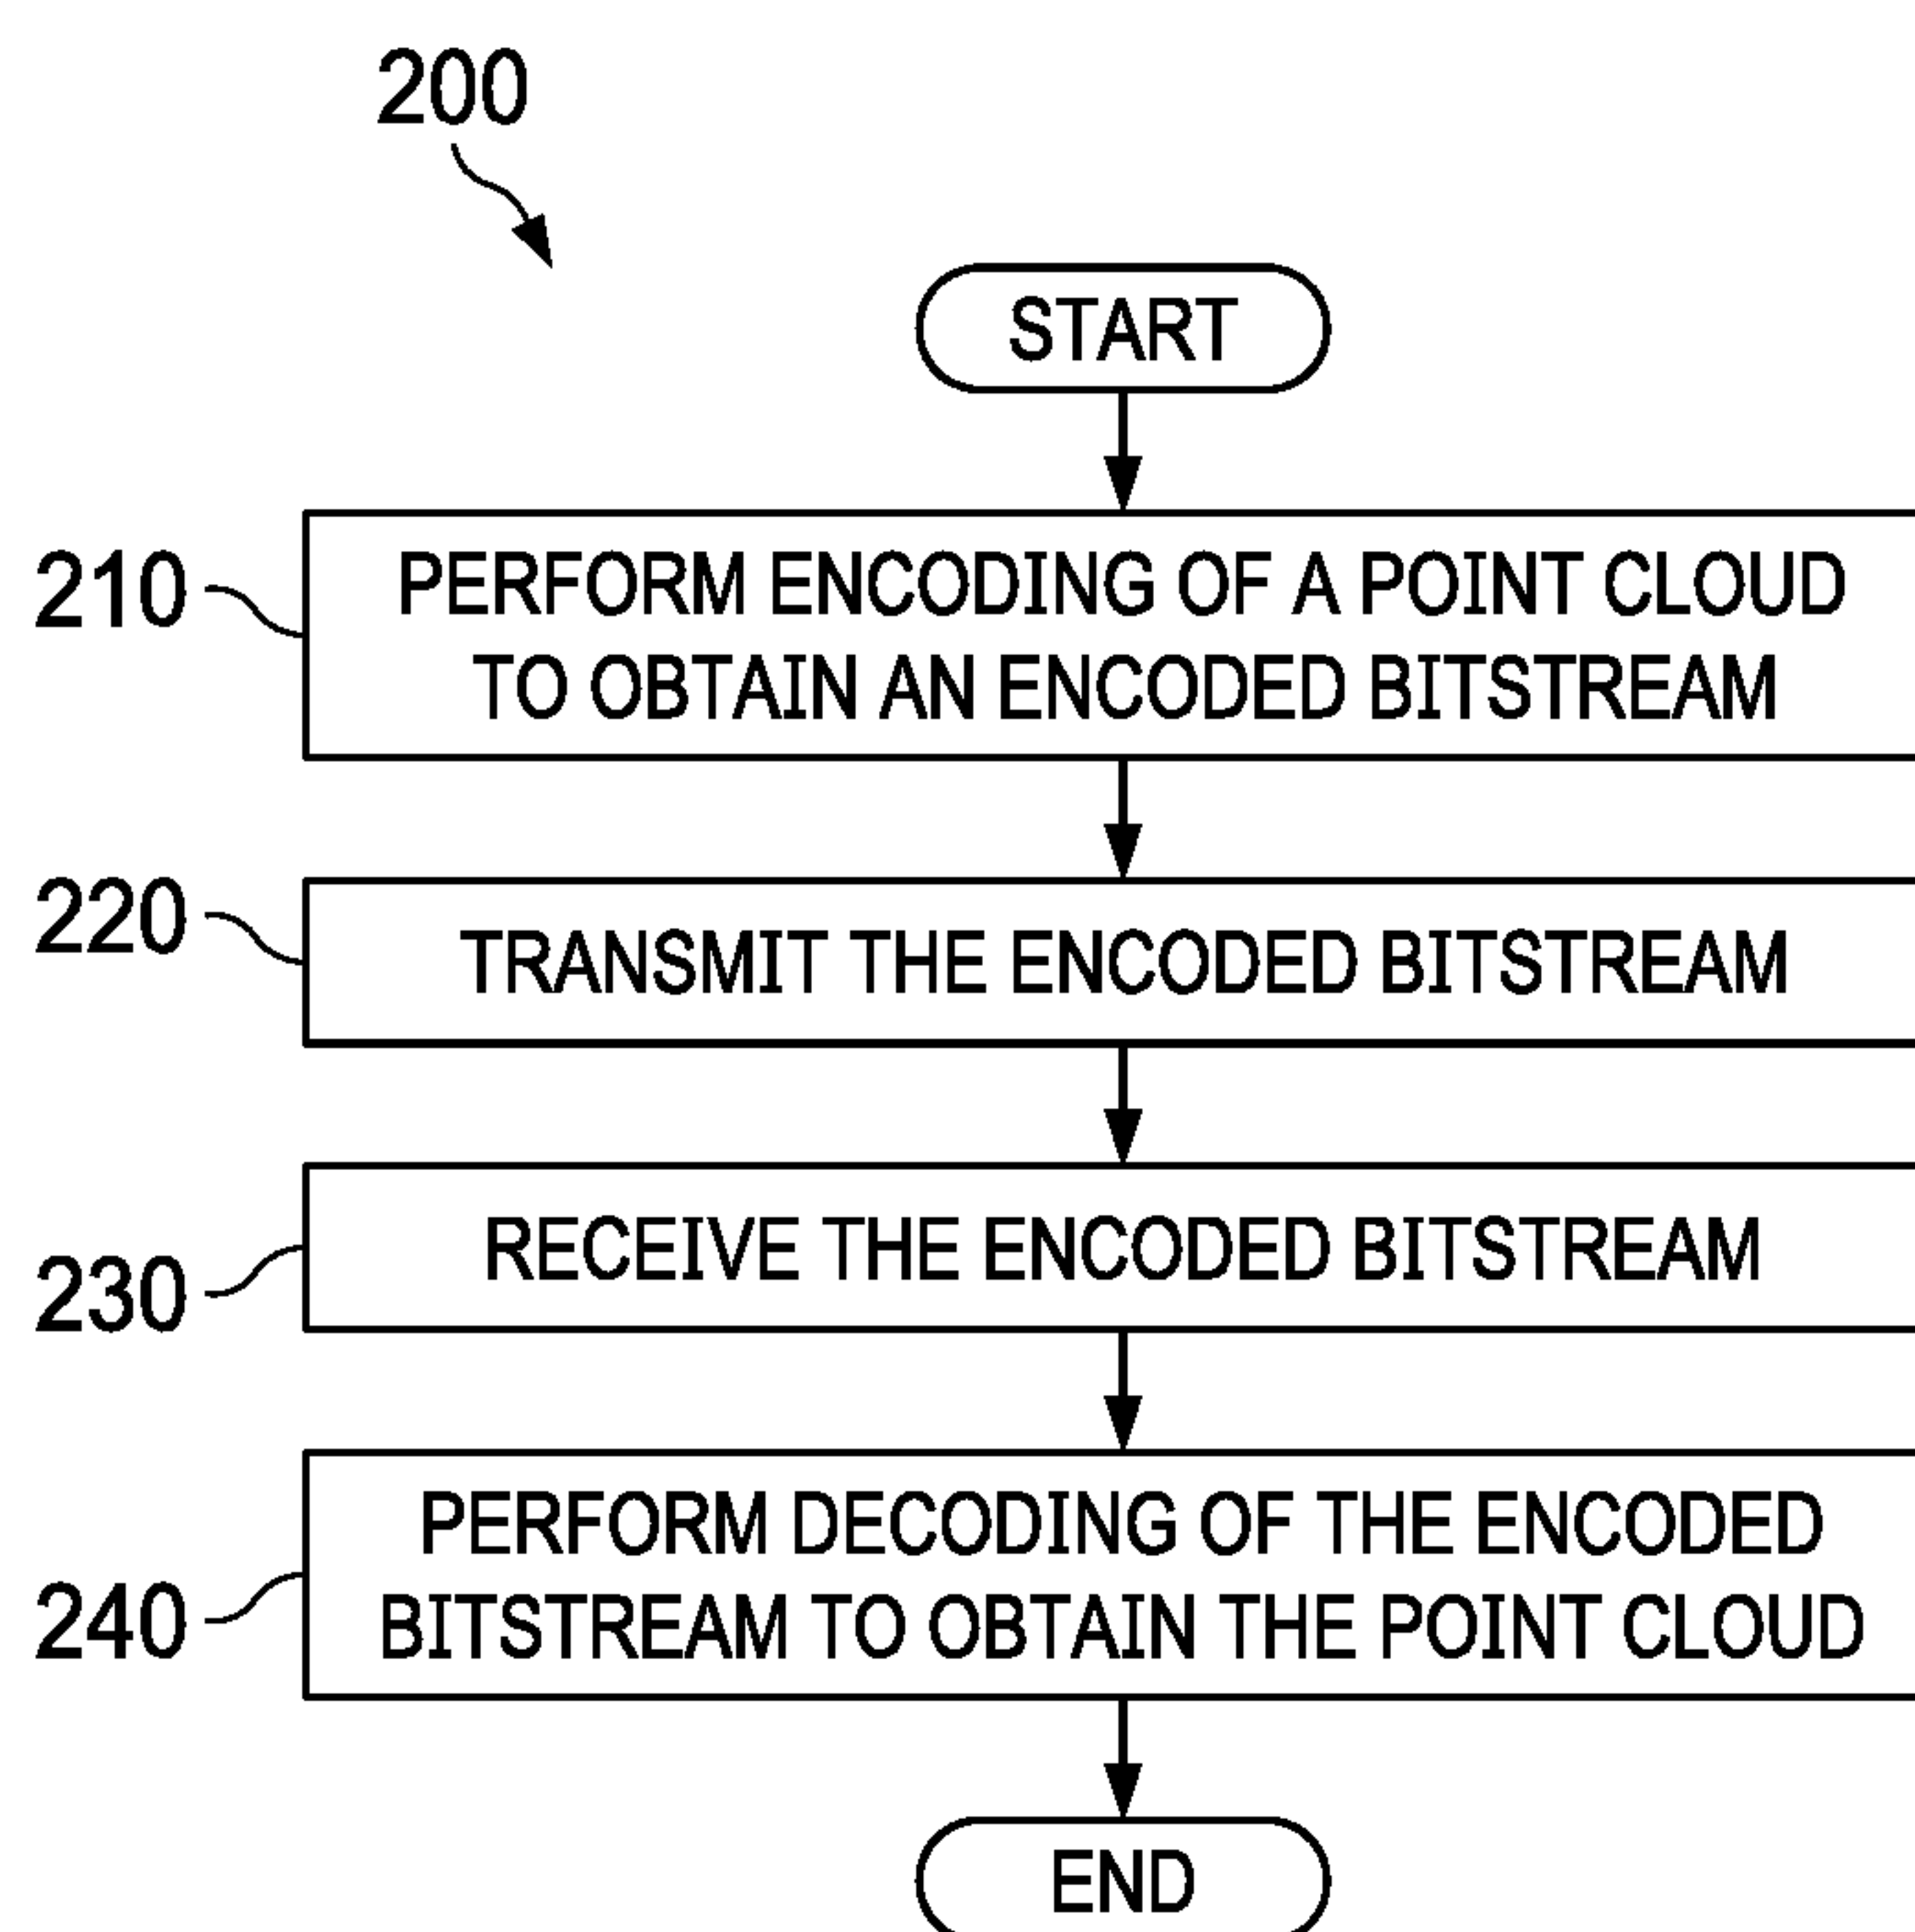 200
START
210
PERFORM ENCODING OF A POINT CLOUD
TO OBTAIN AN ENCODED BITSTREAM
220
TRANSMIT THE ENCODED BITSTREAM
230
RECEIVE THE ENCODED BITSTREAM
240
PERFORM DECODING OF THE ENCODED
BITSTREAM TO OBTAIN THE POINT CLOUD
END